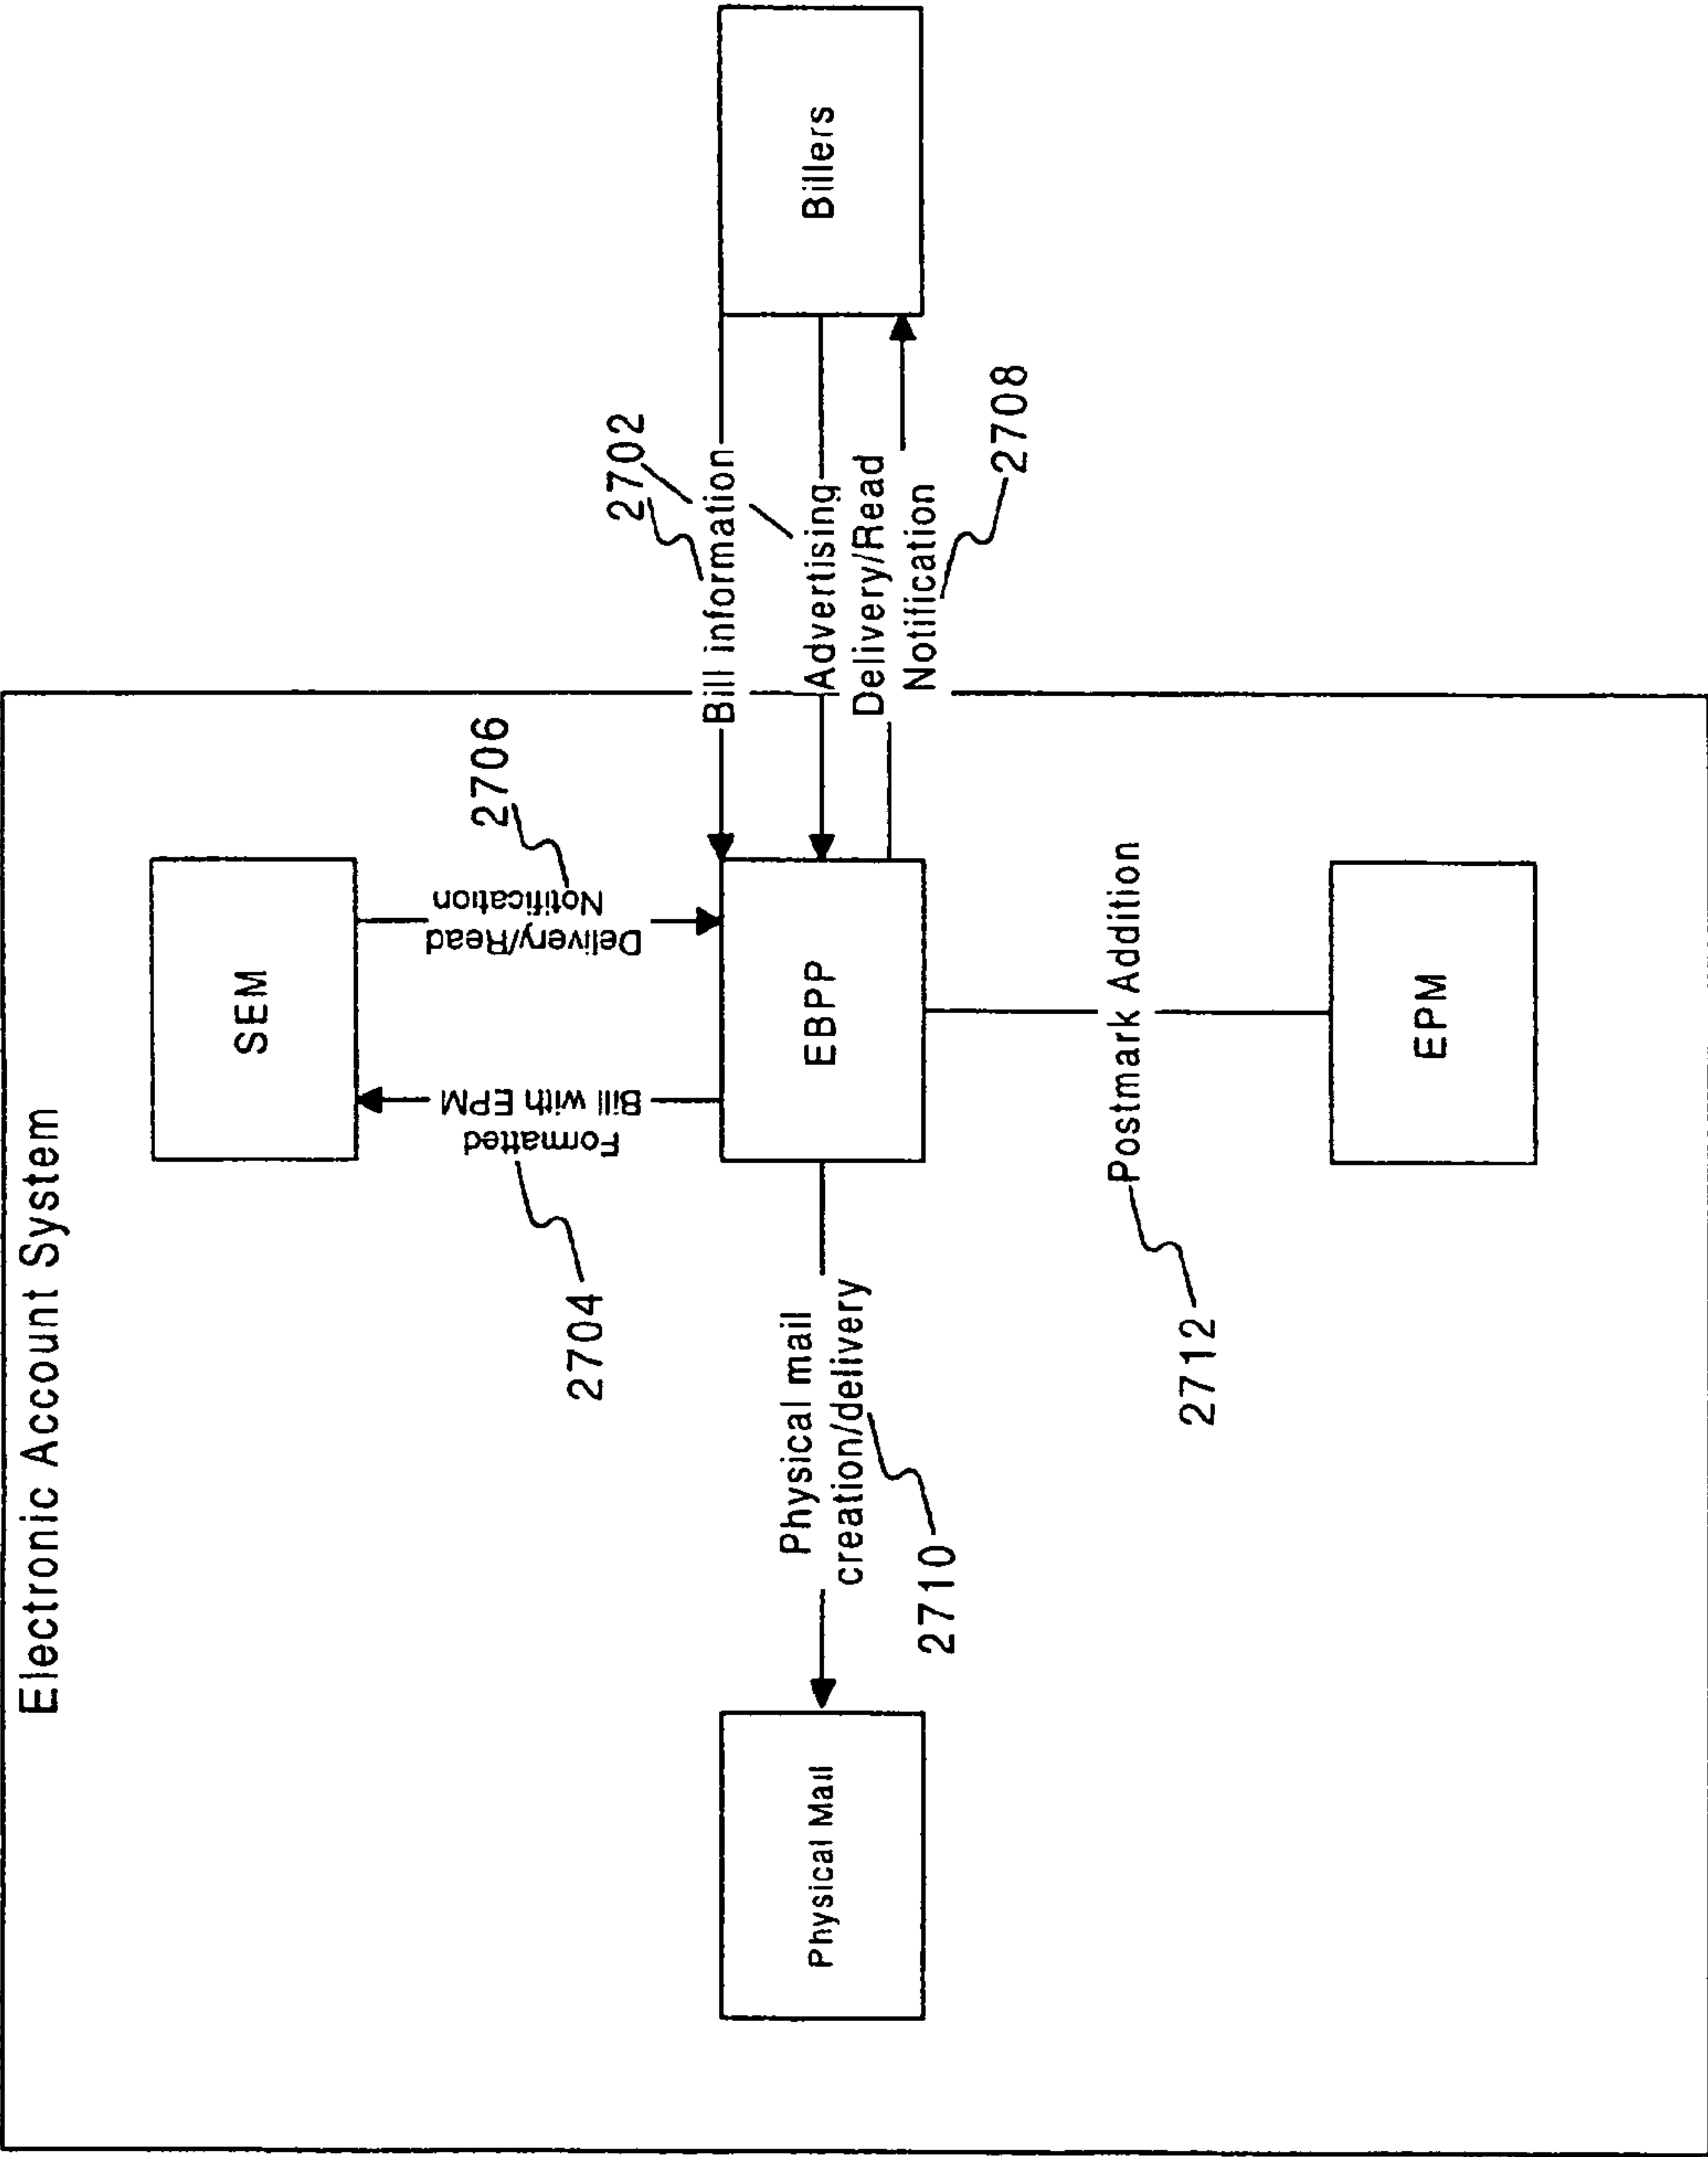 Electronic Account System
SEM
2704
Formatted
Bill with EPM
Delivery/Read
Notification
2706
2702
Bill information
Physical Mail
Physical mail
creation/delivery
2710
EBPP
Advertising
Delivery/Read
Notification
2708
Billers
2712
Postmark Addition
EPM